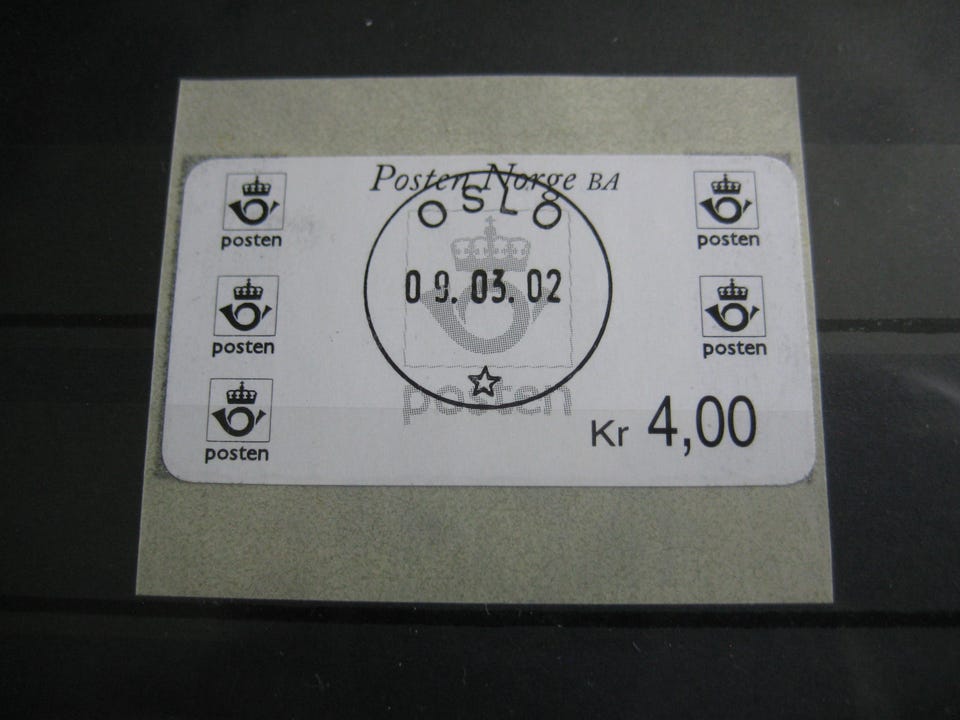 Posten Norge BA
OSLO
09.03.02
posten
posten
posten
posten
posten
posten
Kr 4,00